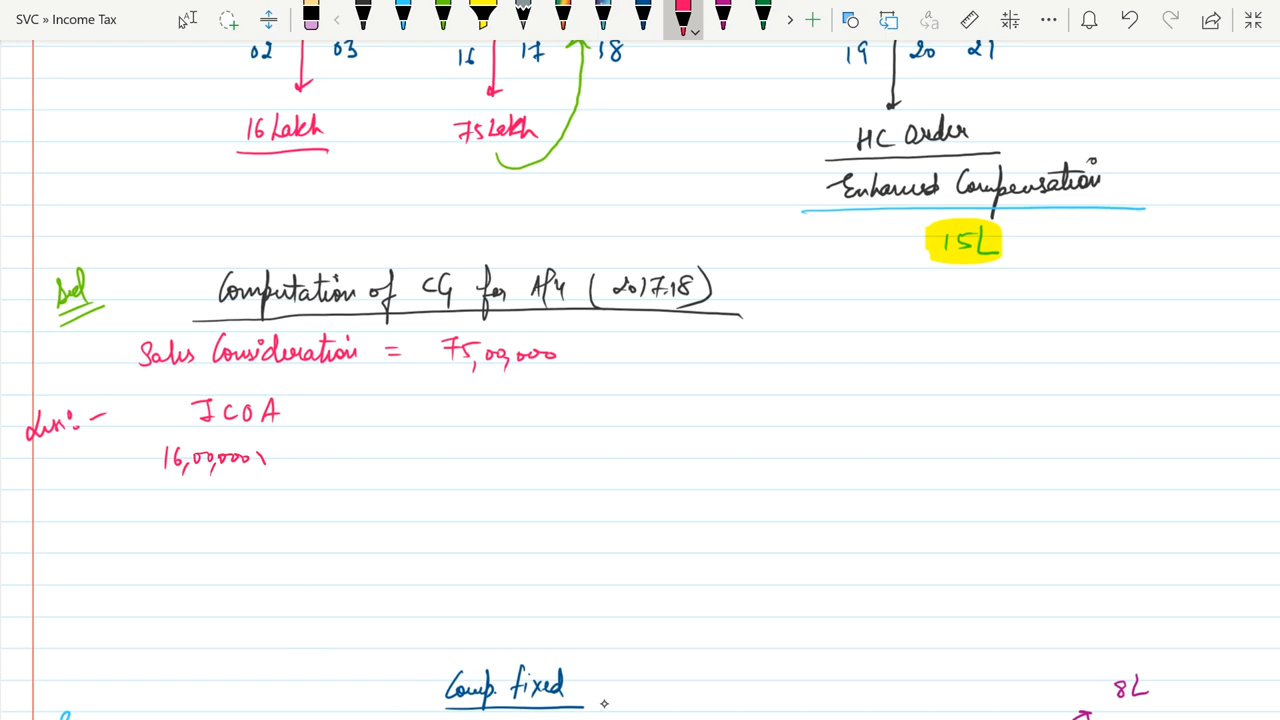 SVC » Income Tax
02 03 16 17 18 19 20 21
16 Lakh 75 Lakh HC Order
Enhanced Compensation
15L
Sol Computation of CG for A/Y (2017-18)
Sales Consideration = 75,00,000
Less:- ICOA
16,00,000
Comp. fixed
8L